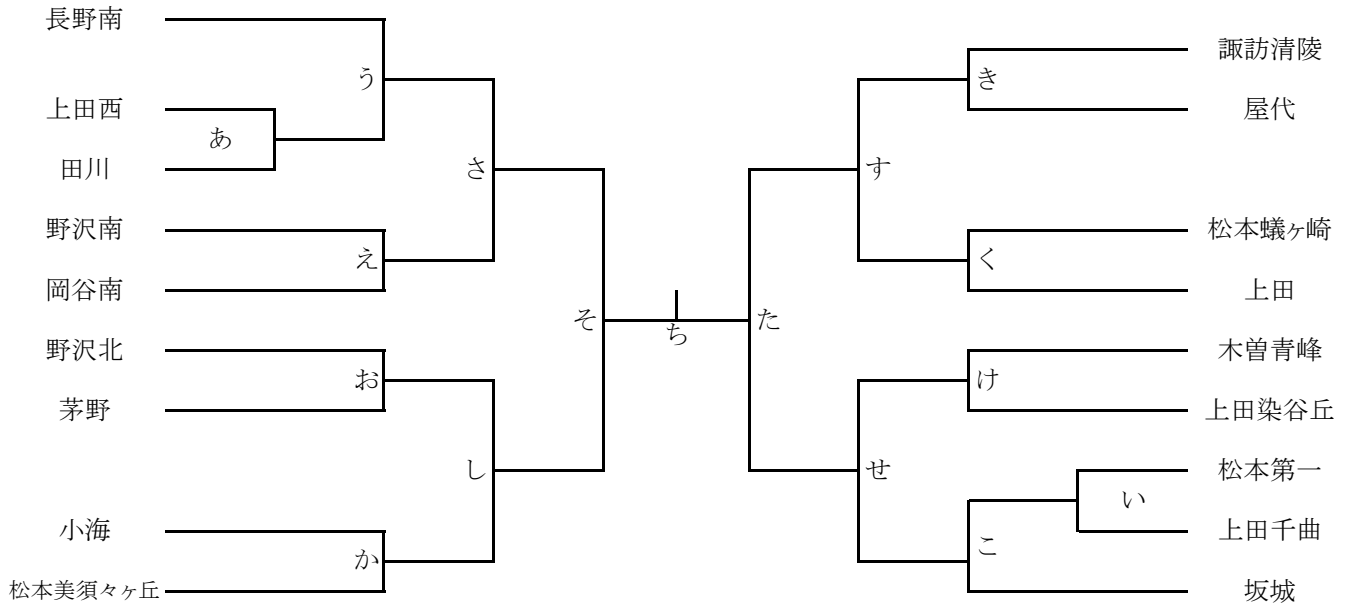 長野南
諏訪清陵
う
き
上田西
屋代
あ
田川
さ
す
野沢南
松本蟻ヶ崎
え
く
岡谷南
上田
そ
ち
た
野沢北
木曽青峰
お
け
茅野
上田染谷丘
し
せ
松本第一
い
小海
上田千曲
か
こ
松本美須々ヶ丘
坂城